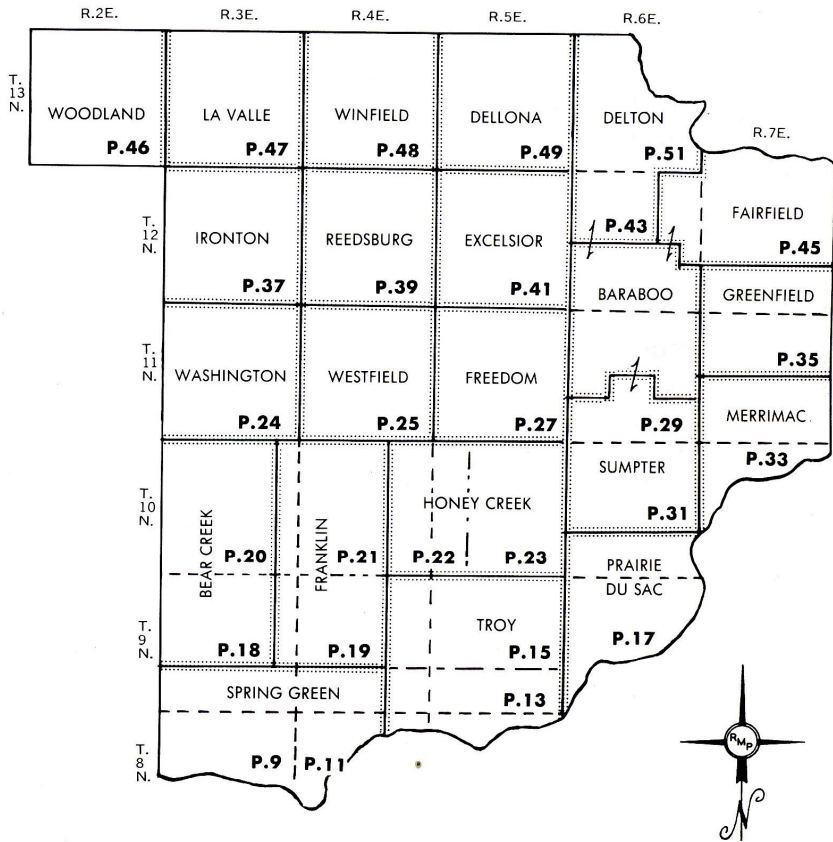 R.2E. R.3E. R.4E. R.5E. R.6E.
T. 13 N.
WOODLAND LA VALLE WINFIELD DELLONA DELTON
R.7E.
P.46 P.47 P.48 P.49 P.51
T. 12 N.
IRONTON REEDSBURG EXCELSIOR P.43 FAIRFIELD
P.37 P.39 P.41 P.45
BARABOO GREENFIELD
T. 11 N.
WASHINGTON WESTFIELD FREEDOM P.35
P.24 P.25 P.27 P.29 MERRIMAC
P.33
SUMPTER
T. 10 N.
HONEY CREEK P.31
BEAR CREEK P.20 FRANKLIN P.21 P.22 P.23
PRAIRIE
DU SAC
T. 9 N.
TROY P.17
P.18 P.19 P.15
SPRING GREEN P.13
T. 8 N.
P.9 P.11
RMP
N